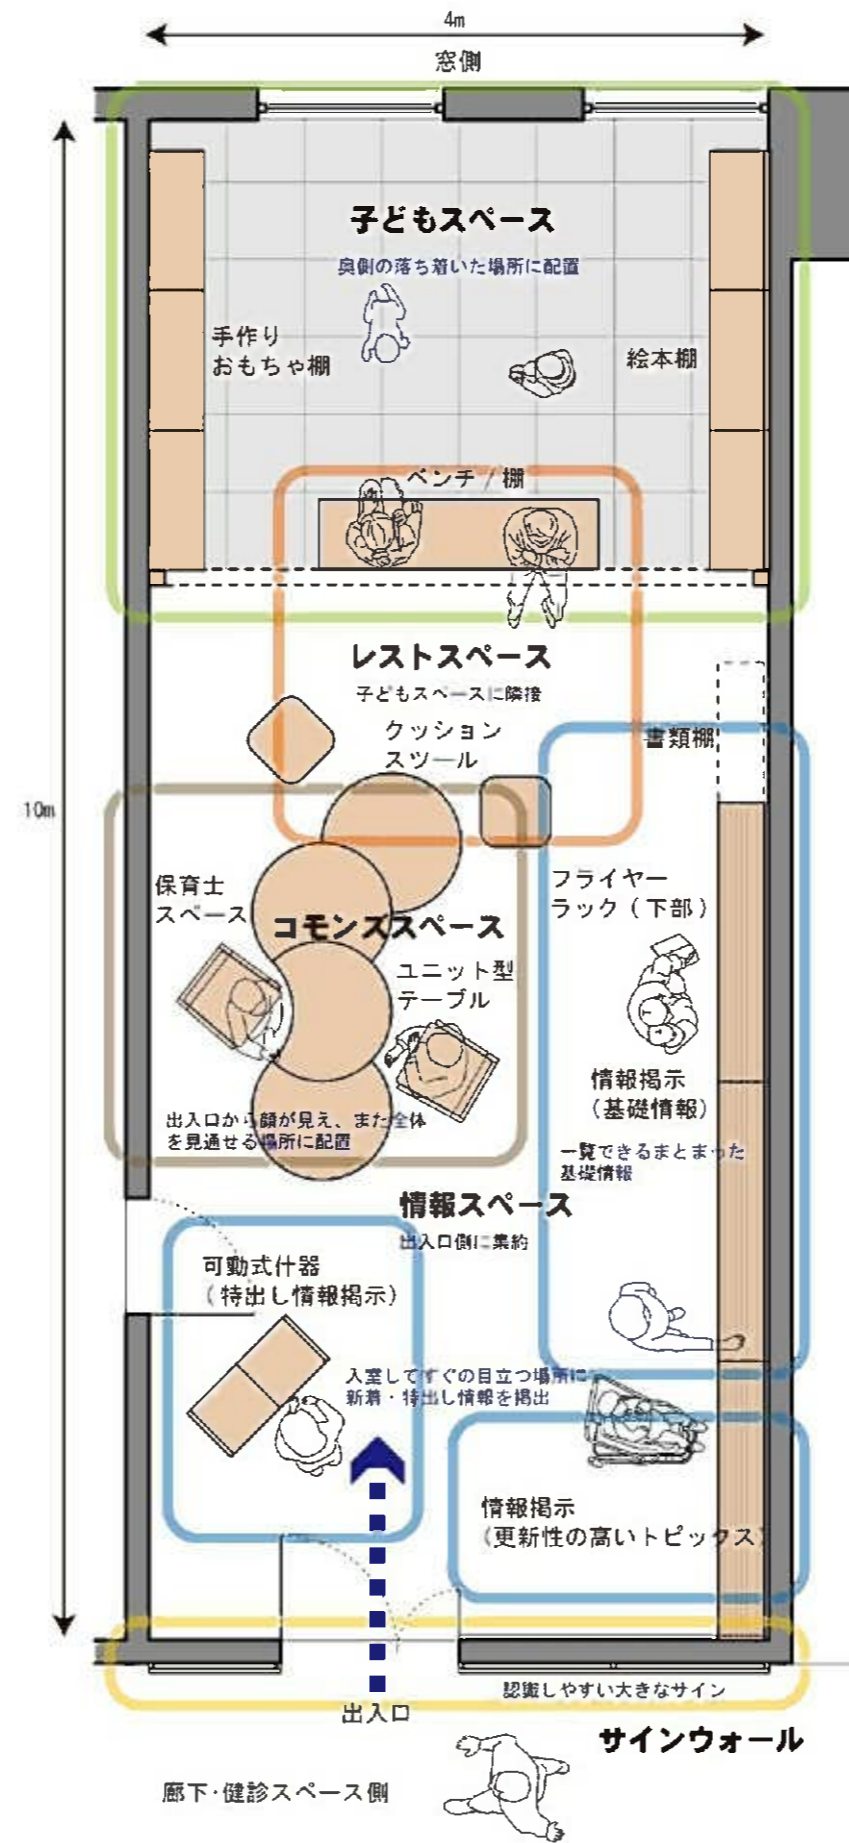 4m
窓側
子どもスペース
奥側の落ち着いた場所に配置
手作り
おもちゃ棚
絵本棚
ベンチ / 棚
レストスペース
子どもスペースに隣接
クッション
スツール
書類棚
10m
保育士
スペース
フライヤー
ラック（下部）
コモンズスペース
ユニット型
テーブル
情報掲示
（基礎情報）
出入口から顔が見え、また全体
を見通せる場所に配置
一覧できるまとまった
基礎情報
情報スペース
出入口側に集約
可動式什器
（特出し情報掲示）
入室してすぐの目立つ場所に
新着・特出し情報を掲出
情報掲示
（更新性の高いトピックス）
認識しやすい大きなサイン
出入口
サインウォール
廊下・健診スペース側